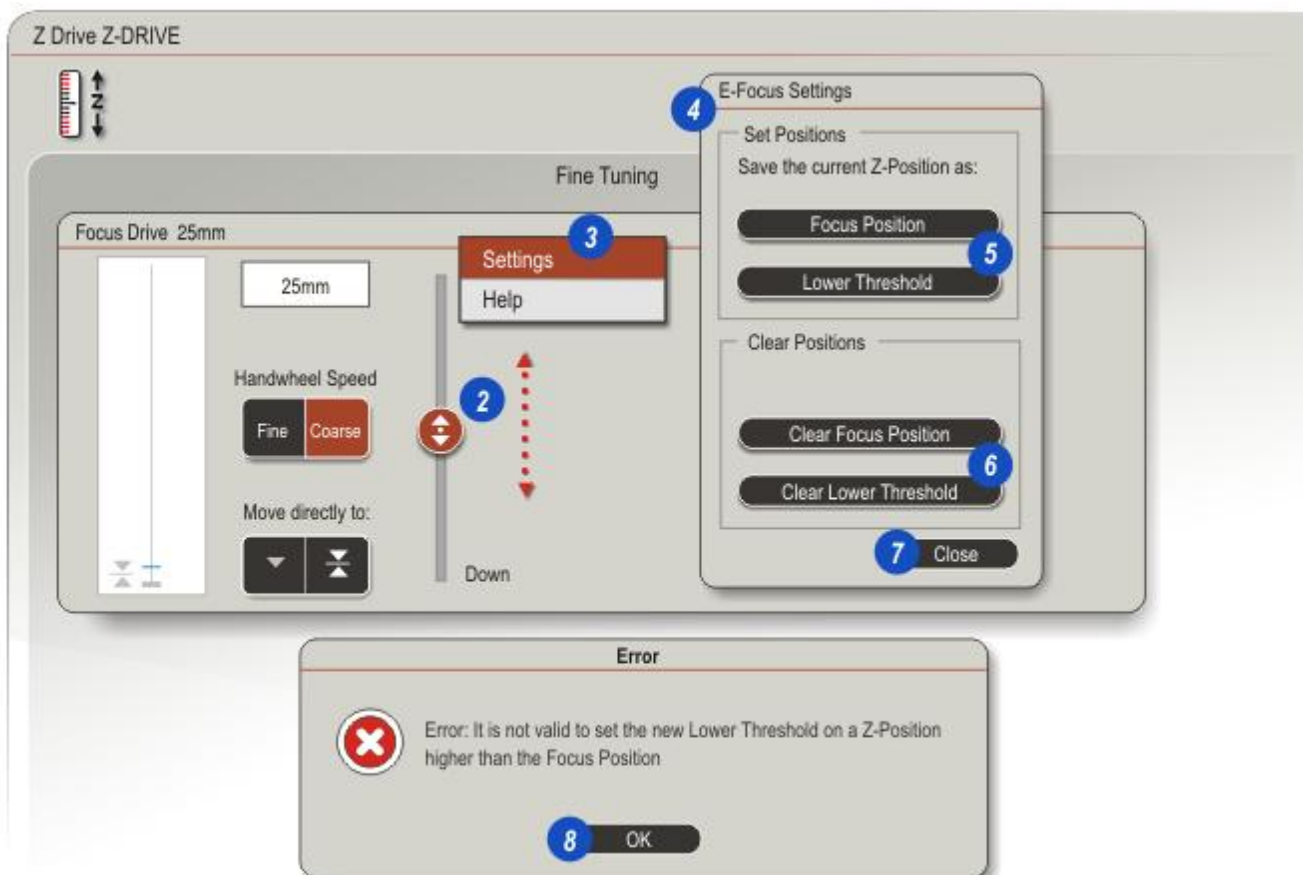 Z Drive Z-DRIVE
Z
4
E-Focus Settings
Set Positions
Save the current Z-Position as:
Focus Position
5
Lower Threshold
Clear Positions
Clear Focus Position
6
Clear Lower Threshold
7
Close
Fine Tuning
Focus Drive 25mm
3
Settings
Help
25mm
Handwheel Speed
Fine
Coarse
2
Move directly to:
Down
Error
Error: It is not valid to set the new Lower Threshold on a Z-Position
higher than the Focus Position
8
OK